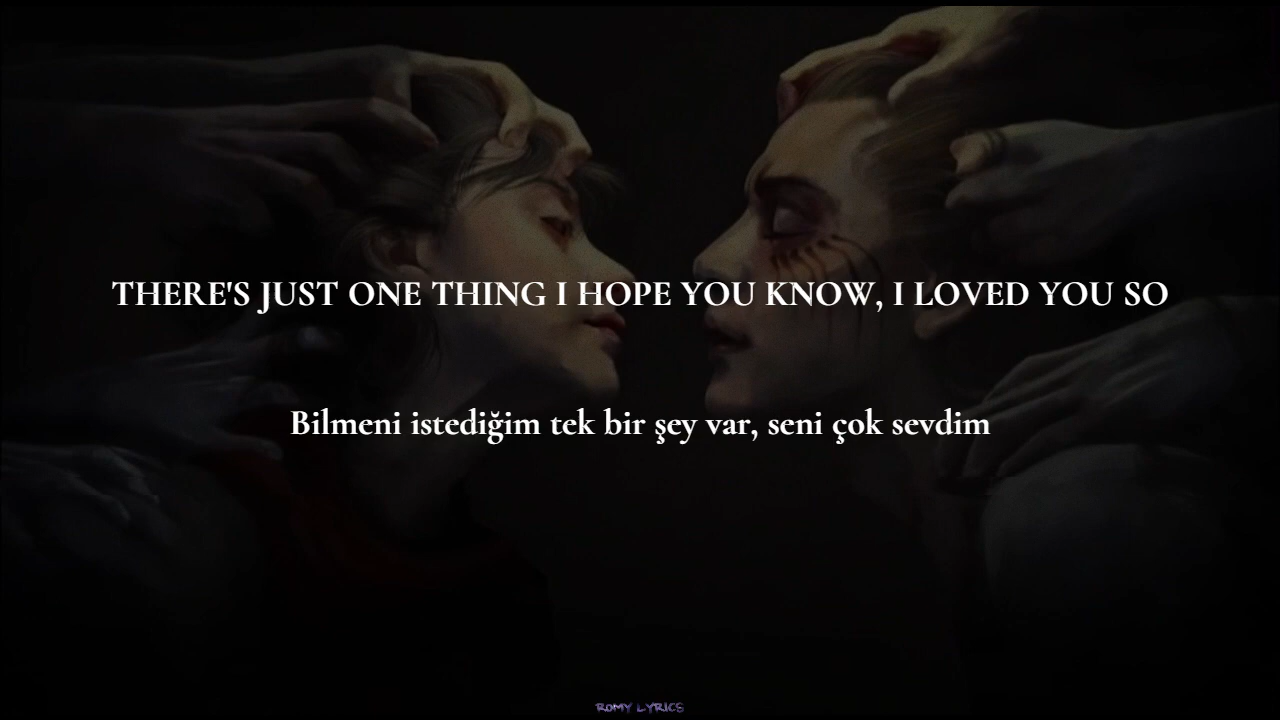 THERE'S JUST ONE THING I HOPE YOU KNOW, I LOVED YOU SO
Bilmeni istediğim tek bir şey var, seni çok sevdim
ROMY LYRICS